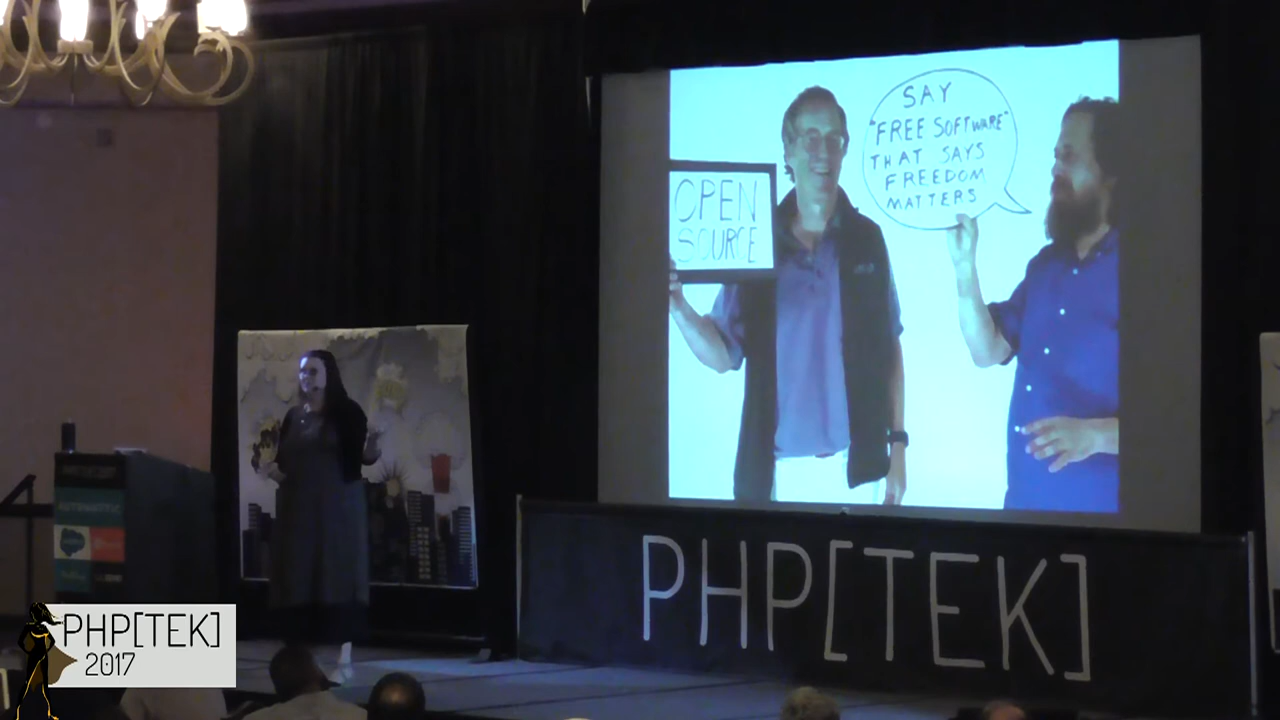 SAY
"FREE SOFTWARE"
THAT SAYS
FREEDOM
MATTERS
OPEN
SOURCE
PHP[TEK]
PHP[TEK]
2017